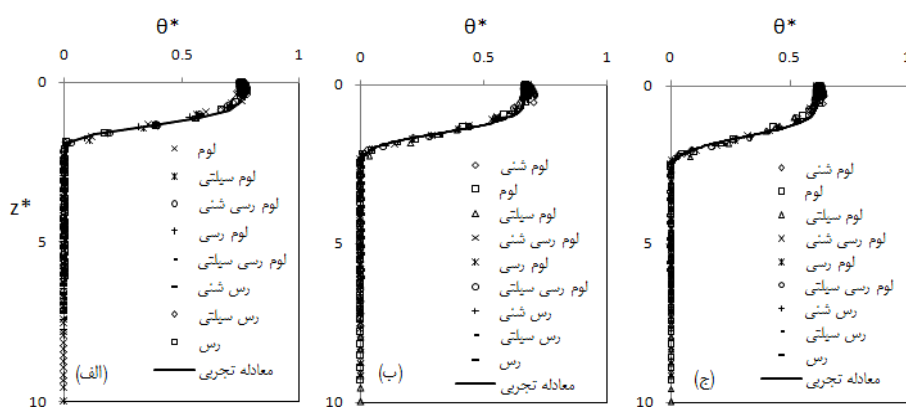 θ*
0 0.5 1
0
5
10
z*
لوم
لوم سیلتی
لوم رسی شنی
لوم رسی
لوم رسی سیلتی
رس شنی
رس سیلتی
رس
معادله تجربی
(الف)
θ*
0 0.5 1
0
5
10
لوم شنی
لوم
لوم سیلتی
لوم رسی شنی
لوم رسی
لوم رسی سیلتی
رس شنی
رس سیلتی
رس
معادله تجربی
(ب)
θ*
0 0.5 1
0
5
10
لوم شنی
لوم
لوم سیلتی
لوم رسی شنی
لوم رسی
لوم رسی سیلتی
رس شنی
رس سیلتی
رس
معادله تجربی
(ج)